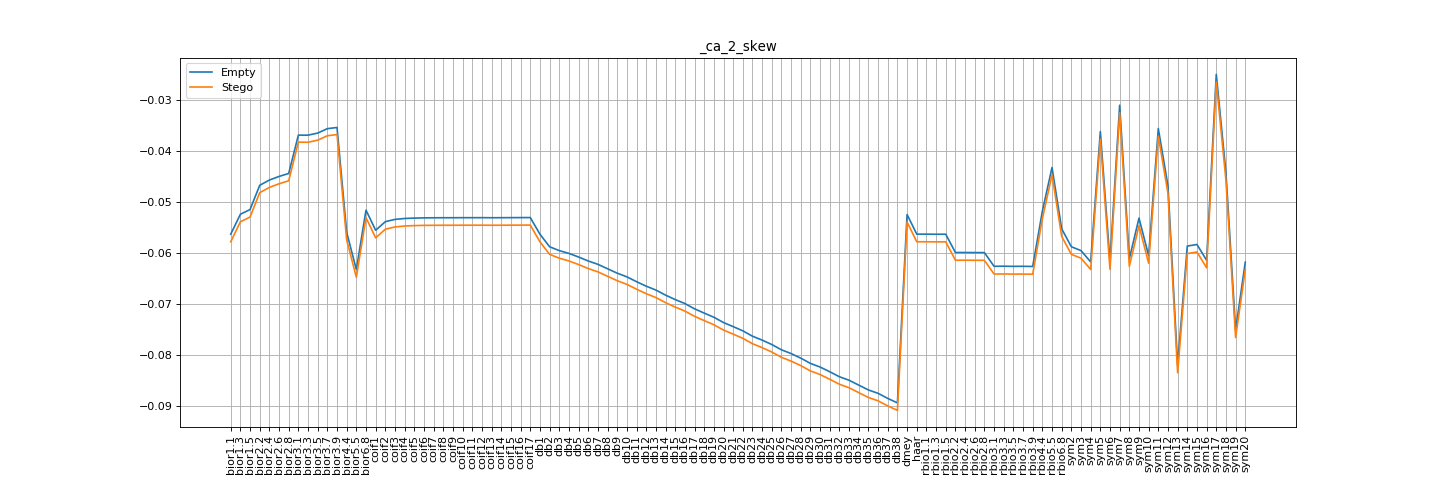 _ca_2_skew
Empty
Stego
−0.03
−0.04
−0.05
−0.06
−0.07
−0.08
−0.09
bior1.1
bior1.3
bior1.5
bior2.2
bior2.4
bior2.6
bior2.8
bior3.1
bior3.3
bior3.5
bior3.7
bior3.9
bior4.4
bior5.5
bior6.8
coif1
coif2
coif3
coif4
coif5
coif6
coif7
coif8
coif9
coif10
coif11
coif12
coif13
coif14
coif15
coif16
coif17
db1
db2
db3
db4
db5
db6
db7
db8
db9
db10
db11
db12
db13
db14
db15
db16
db17
db18
db19
db20
db21
db22
db23
db24
db25
db26
db27
db28
db29
db30
db31
db32
db33
db34
db35
db36
db37
db38
dmey
haar
rbio1.1
rbio1.3
rbio1.5
rbio2.2
rbio2.4
rbio2.6
rbio2.8
rbio3.1
rbio3.3
rbio3.5
rbio3.7
rbio3.9
rbio4.4
rbio5.5
rbio6.8
sym2
sym3
sym4
sym5
sym6
sym7
sym8
sym9
sym10
sym11
sym12
sym13
sym14
sym15
sym16
sym17
sym18
sym19
sym20